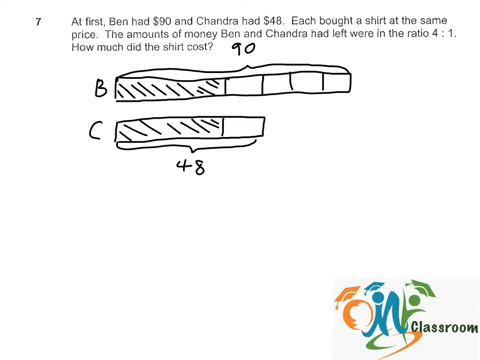 7 At first, Ben had $90 and Chandra had $48. Each bought a shirt at the same
price. The amounts of money Ben and Chandra had left were in the ratio 4 : 1.
How much did the shirt cost?
90
B
C
48
OMF
Classroom